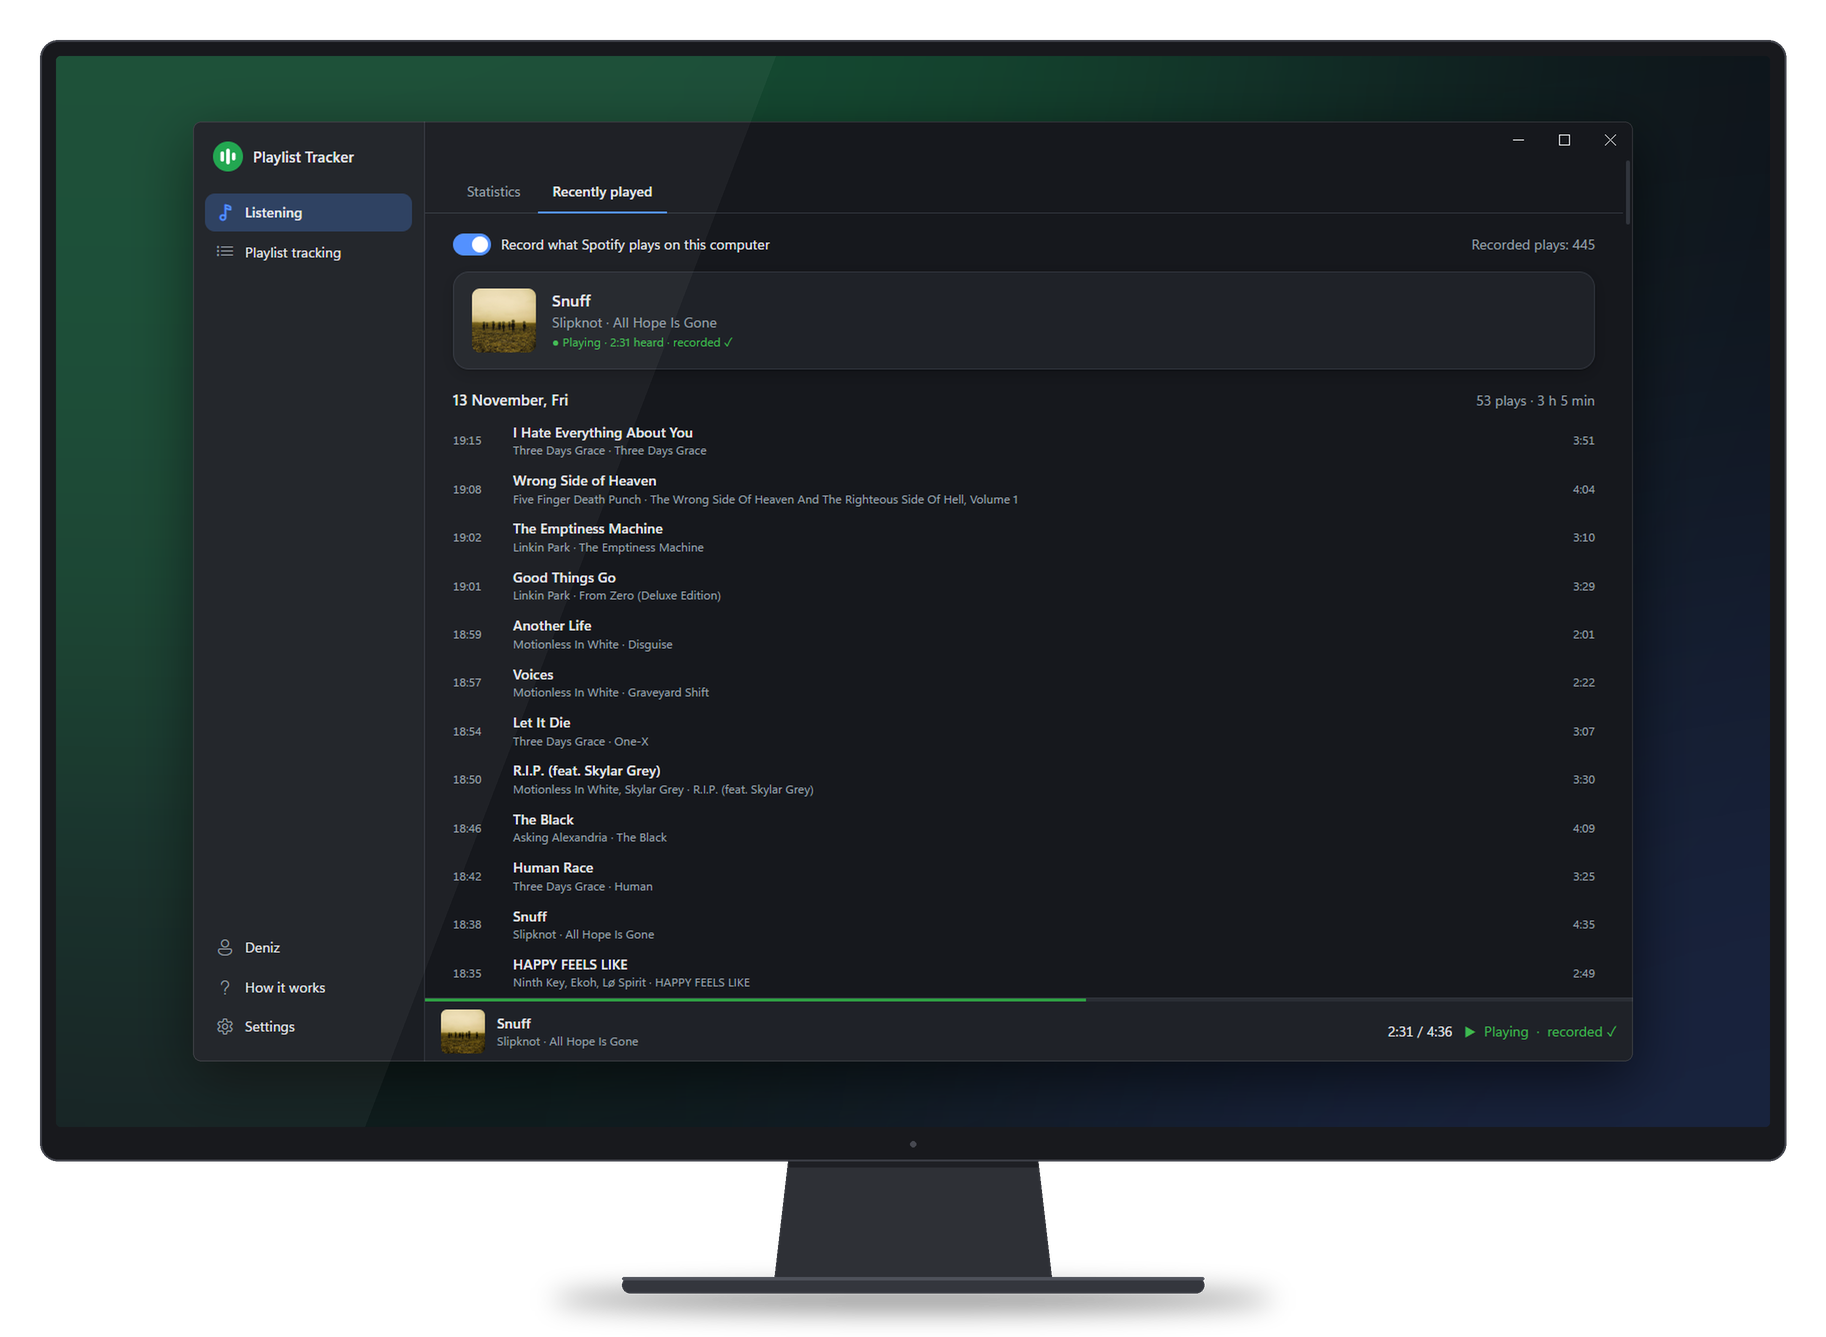 Playlist Tracker
Listening
Playlist tracking
Deniz
How it works
Settings
Statistics
Recently played
Record what Spotify plays on this computer
Recorded plays: 445
Snuff
Slipknot · All Hope Is Gone
● Playing · 2:31 heard · recorded ✓
13 November, Fri
53 plays · 3 h 5 min
19:15
I Hate Everything About You
Three Days Grace · Three Days Grace
3:51
19:08
Wrong Side of Heaven
Five Finger Death Punch · The Wrong Side Of Heaven And The Righteous Side Of Hell, Volume 1
4:04
19:02
The Emptiness Machine
Linkin Park · The Emptiness Machine
3:10
19:01
Good Things Go
Linkin Park · From Zero (Deluxe Edition)
3:29
18:59
Another Life
Motionless In White · Disguise
2:01
18:57
Voices
Motionless In White · Graveyard Shift
2:22
18:54
Let It Die
Three Days Grace · One-X
3:07
18:50
R.I.P. (feat. Skylar Grey)
Motionless In White, Skylar Grey · R.I.P. (feat. Skylar Grey)
3:30
18:46
The Black
Asking Alexandria · The Black
4:09
18:42
Human Race
Three Days Grace · Human
3:25
18:38
Snuff
Slipknot · All Hope Is Gone
4:35
18:35
HAPPY FEELS LIKE
Ninth Key, Ekoh, Lø Spirit · HAPPY FEELS LIKE
2:49
Snuff
Slipknot · All Hope Is Gone
2:31 / 4:36 ▶ Playing · recorded ✓